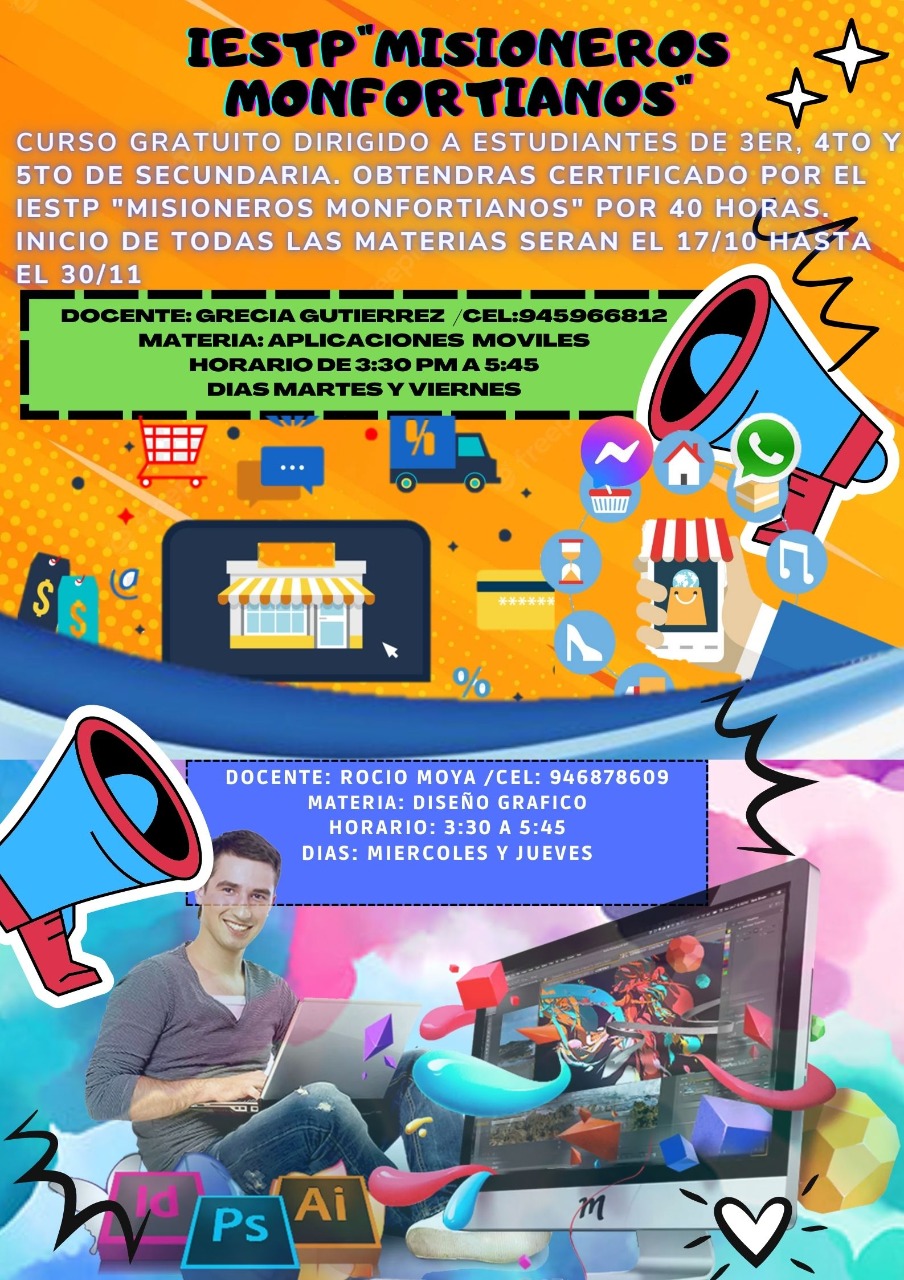 IESTP"MISIONEROS
MONFORTIANOS"
CURSO GRATUITO DIRIGIDO A ESTUDIANTES DE 3ER, 4TO Y
5TO DE SECUNDARIA. OBTENDRAS CERTIFICADO POR EL
IESTP "MISIONEROS MONFORTIANOS" POR 40 HORAS.
INICIO DE TODAS LAS MATERIAS SERAN EL 17/10 HASTA
EL 30/11
DOCENTE: GRECIA GUTIERREZ /CEL:945966812
MATERIA: APLICACIONES MOVILES
HORARIO DE 3:30 PM A 5:45
DIAS MARTES Y VIERNES
%
$
$
******
%
DOCENTE: ROCIO MOYA /CEL: 946878609
MATERIA: DISEÑO GRAFICO
HORARIO: 3:30 A 5:45
DIAS: MIERCOLES Y JUEVES
Id
Ps
Ai
m